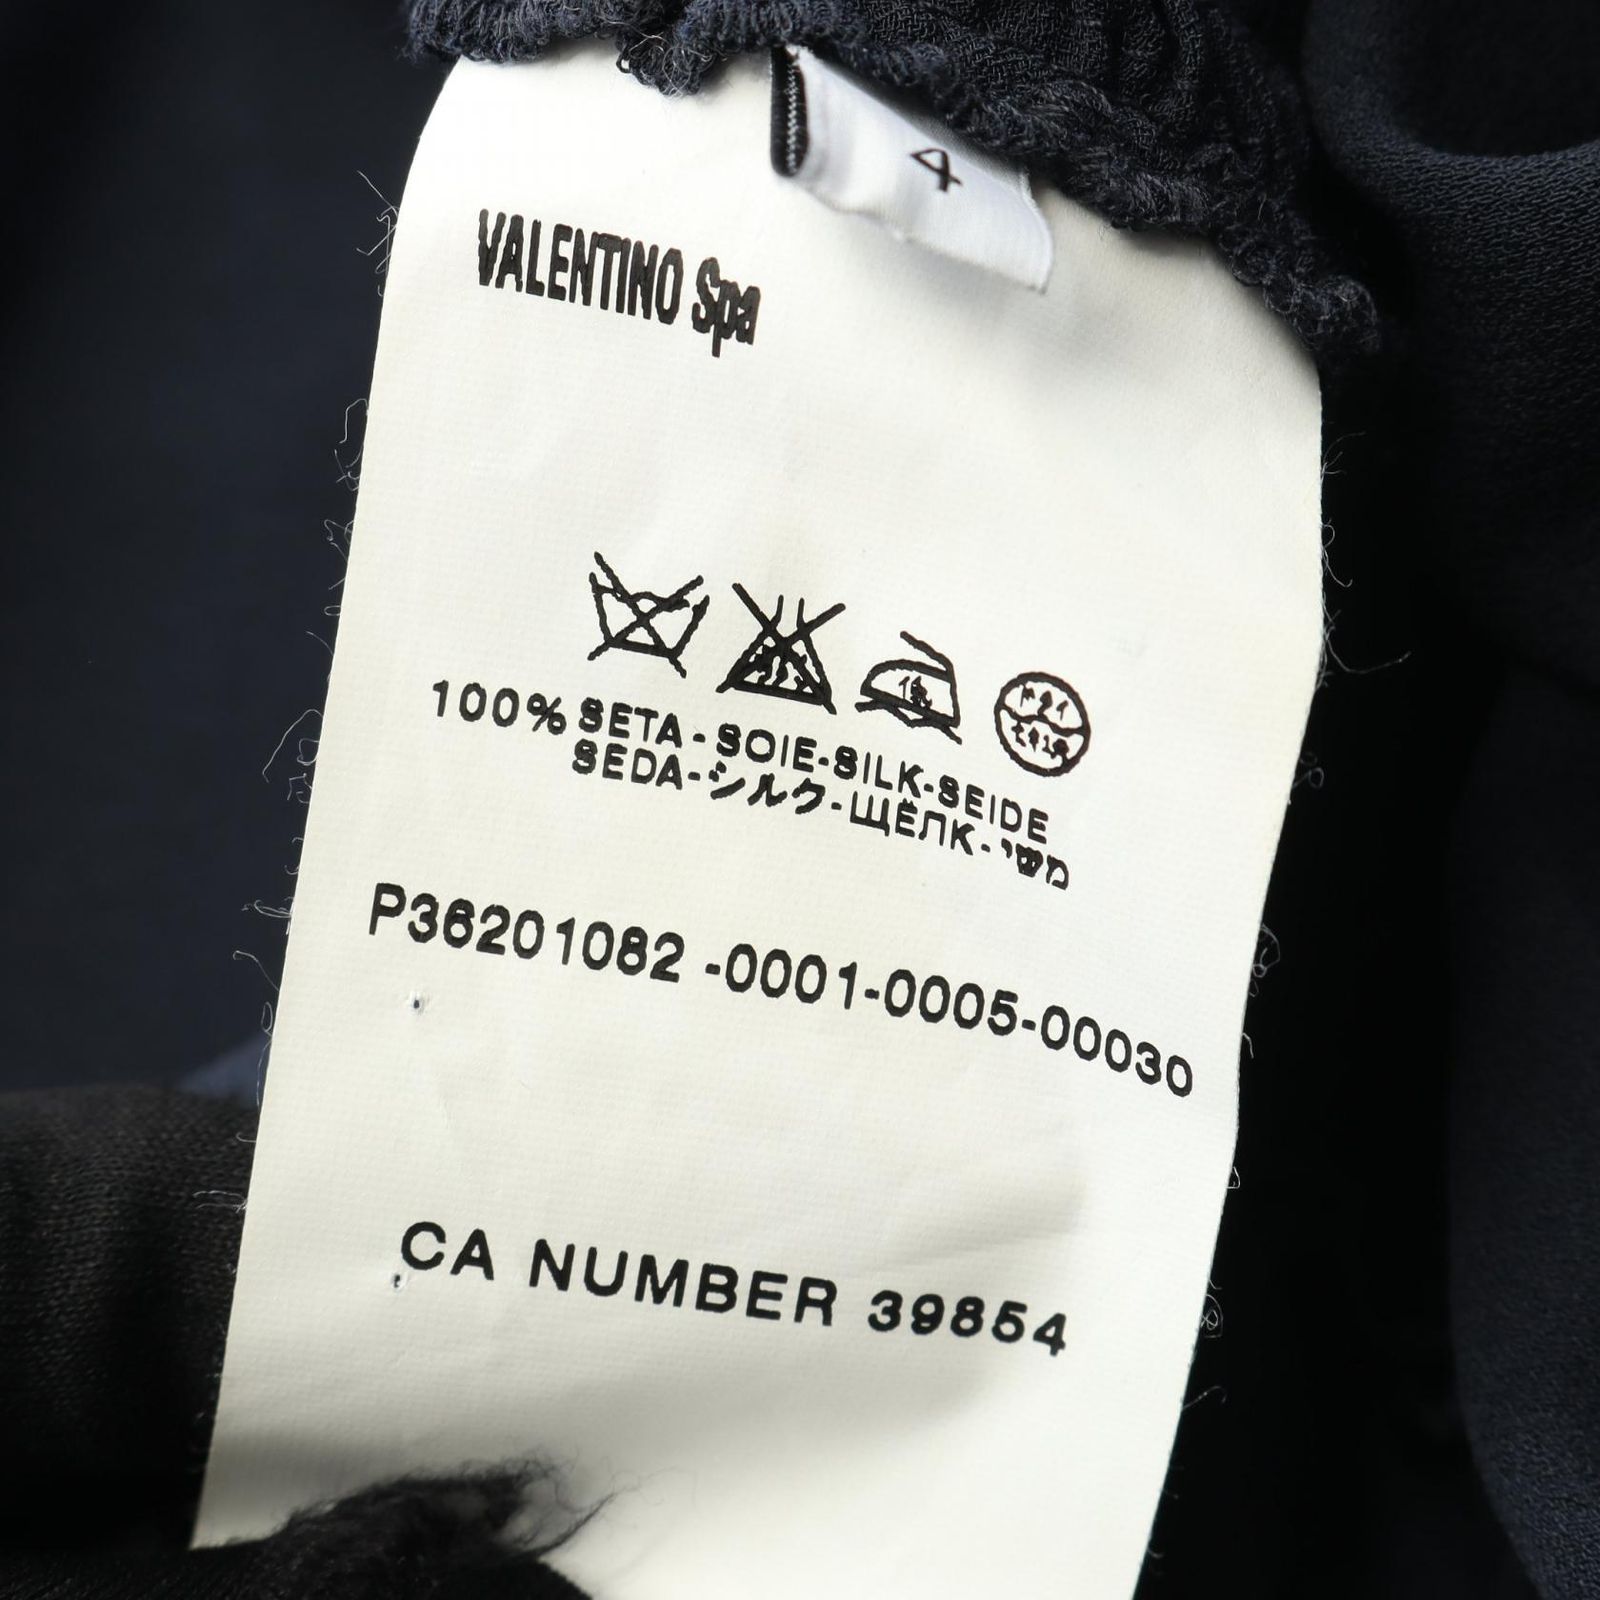 4
VALENTINO Spa
100% SETA - SOIE-SILK-SEIDE
SEDA-シルク-ЩЁЛК-משי
P36201082 -0001-0005-00030
CA NUMBER 39854